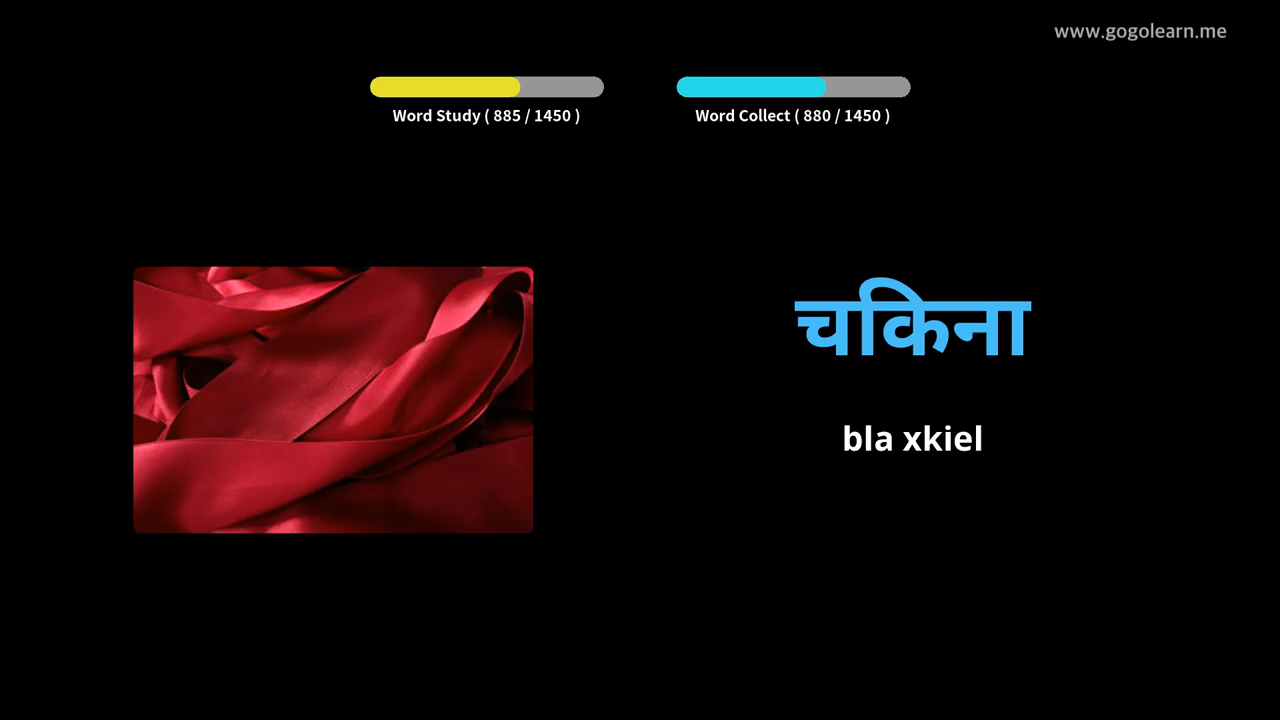 www.gogolearn.me
Word Study ( 885 / 1450 )
Word Collect ( 880 / 1450 )
चकिना
bla xkiel